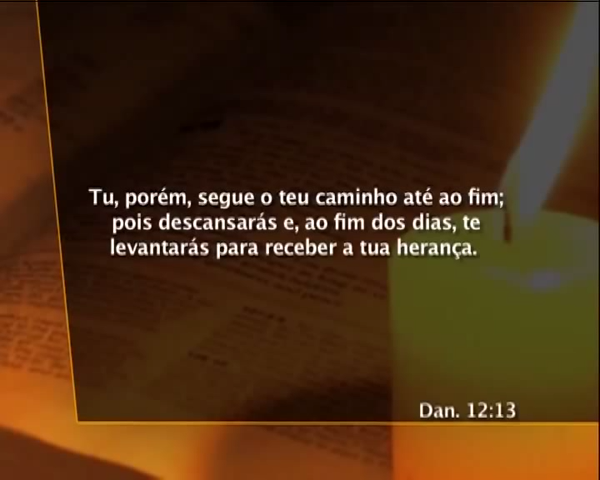 Tu, porém, segue o teu caminho até ao fim;
pois descansarás e, ao fim dos dias, te
levantarás para receber a tua herança.
Dan. 12:13